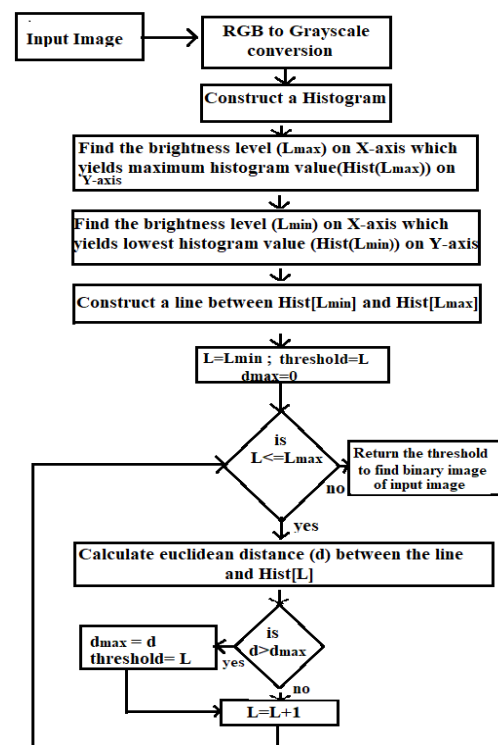 Input Image
RGB to Grayscale
conversion
Construct a Histogram
Find the brightness level (Lmax) on X-axis which
yields maximum histogram value(Hist(Lmax)) on
Y-axis
Find the brightness level (Lmin) on X-axis which
yields lowest histogram value (Hist(Lmin)) on Y-axis
Construct a line between Hist[Lmin] and Hist[Lmax]
L=Lmin ; threshold=L
dmax=0
is
L<=Lmax
no
Return the threshold
to find binary image
of input image
yes
Calculate euclidean distance (d) between the line
and Hist[L]
is
d>dmax
yes
dmax = d
threshold= L
no
L=L+1